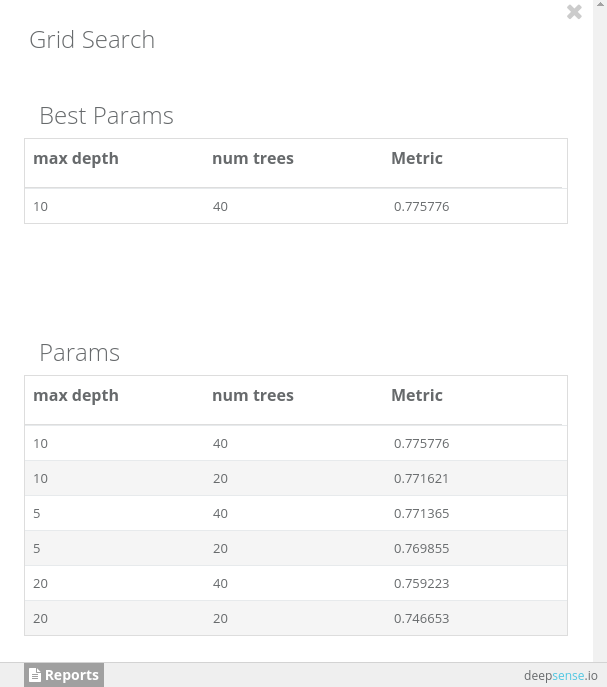 Grid Search
Best Params
max depth num trees Metric
10 40 0.775776
Params
max depth num trees Metric
10 40 0.775776
10 20 0.771621
5 40 0.771365
5 20 0.769855
20 40 0.759223
20 20 0.746653
Reports deepsense.io